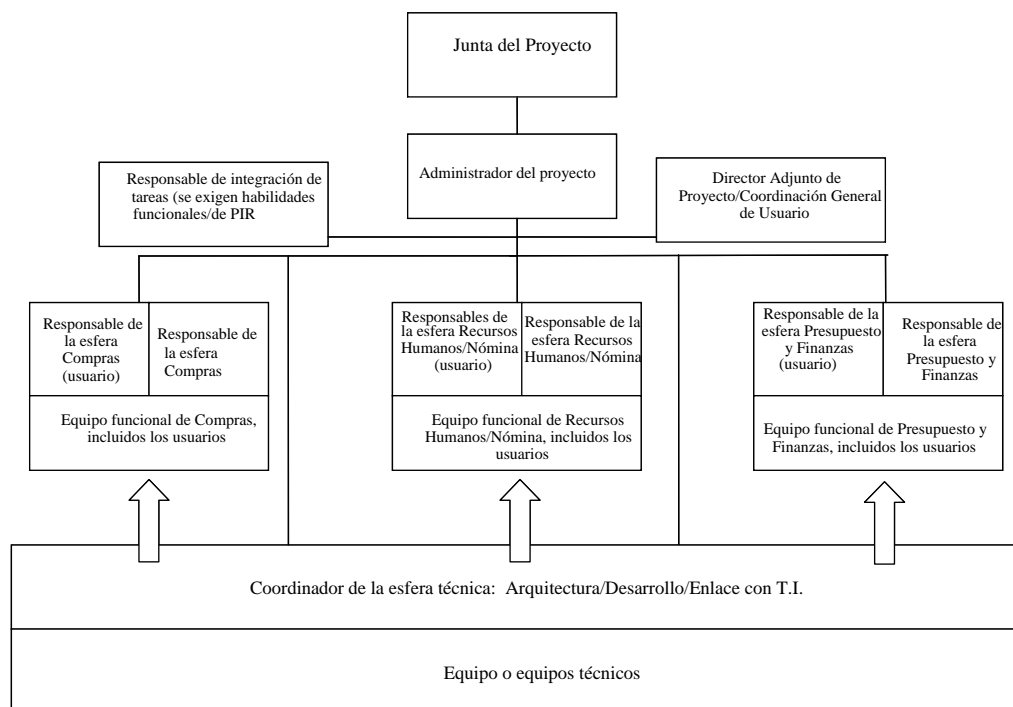 Junta del Proyecto
Administrador del proyecto
Responsable de integración de
tareas (se exigen habilidades
funcionales/de PIR
Director Adjunto de
Proyecto/Coordinación General
de Usuario
Responsable de
la esfera
Compras
(usuario)
Responsable de
la esfera
Compras
Equipo funcional de Compras,
incluidos los usuarios
Responsables de
la esfera Recursos
Humanos/Nómina
(usuario)
Responsable de la
esfera Recursos
Humanos/Nómina
Equipo funcional de Recursos
Humanos/Nómina, incluidos los
usuarios
Responsable de la
esfera Presupuesto
y Finanzas
(usuario)
Responsable de
la esfera
Presupuesto y
Finanzas
Equipo funcional de Presupuesto y
Finanzas, incluidos los usuarios
Coordinador de la esfera técnica: Arquitectura/Desarrollo/Enlace con T.I.
Equipo o equipos técnicos